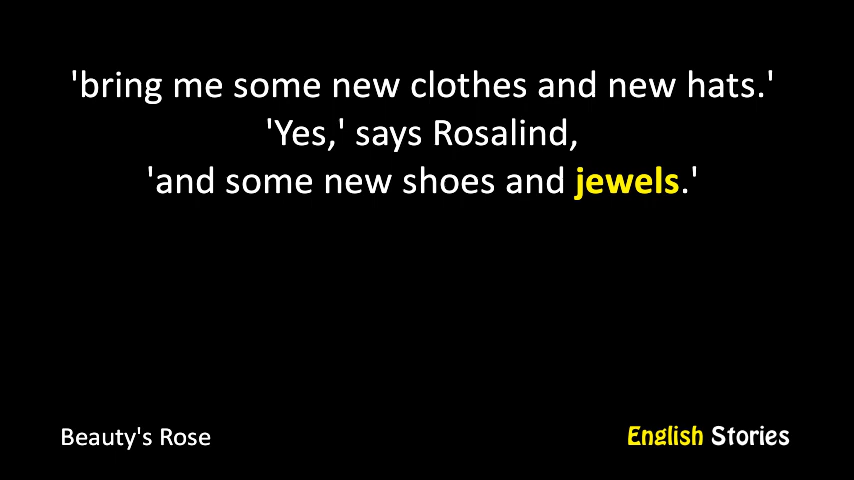 'bring me some new clothes and new hats.'
'Yes,' says Rosalind,
'and some new shoes and jewels.'
Beauty's Rose
English Stories